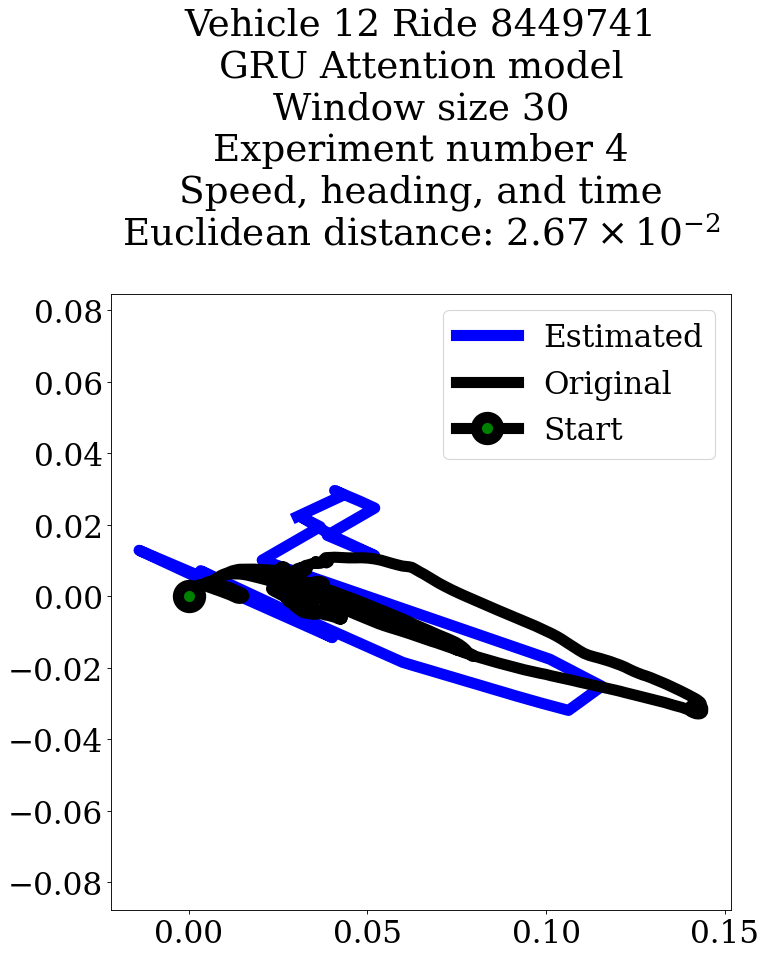 Vehicle 12 Ride 8449741
GRU Attention model
Window size 30
Experiment number 4
Speed, heading, and time
Euclidean distance: 2.67 × 10⁻²
0.08
0.06
0.04
0.02
0.00
−0.02
−0.04
−0.06
−0.08
Estimated
Original
Start
0.00 0.05 0.10 0.15